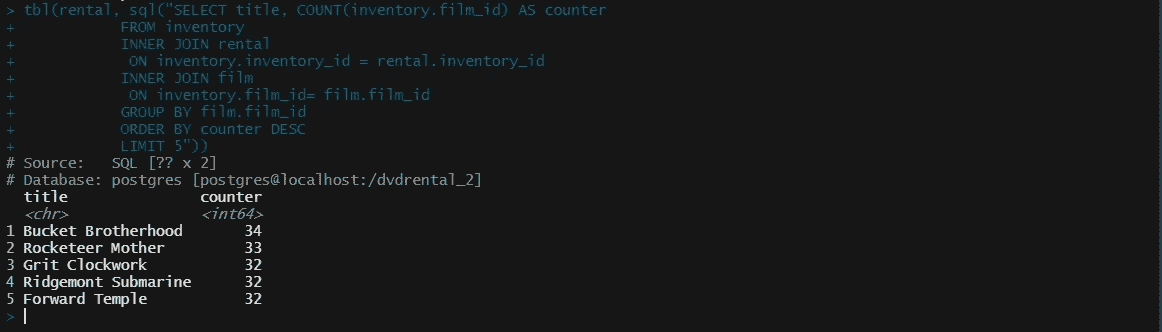 > tbl(rental, sql("SELECT title, COUNT(inventory.film_id) AS counter
+             FROM inventory
+             INNER JOIN rental
+              ON inventory.inventory_id = rental.inventory_id
+             INNER JOIN film
+              ON inventory.film_id= film.film_id
+             GROUP BY film.film_id
+             ORDER BY counter DESC
+             LIMIT 5"))
# Source:   SQL [?? x 2]
# Database: postgres [postgres@localhost:/dvdrental_2]
  title               counter
  <chr>               <int64>
1 Bucket Brotherhood       34
2 Rocketeer Mother         33
3 Grit Clockwork           32
4 Ridgemont Submarine      32
5 Forward Temple           32
>